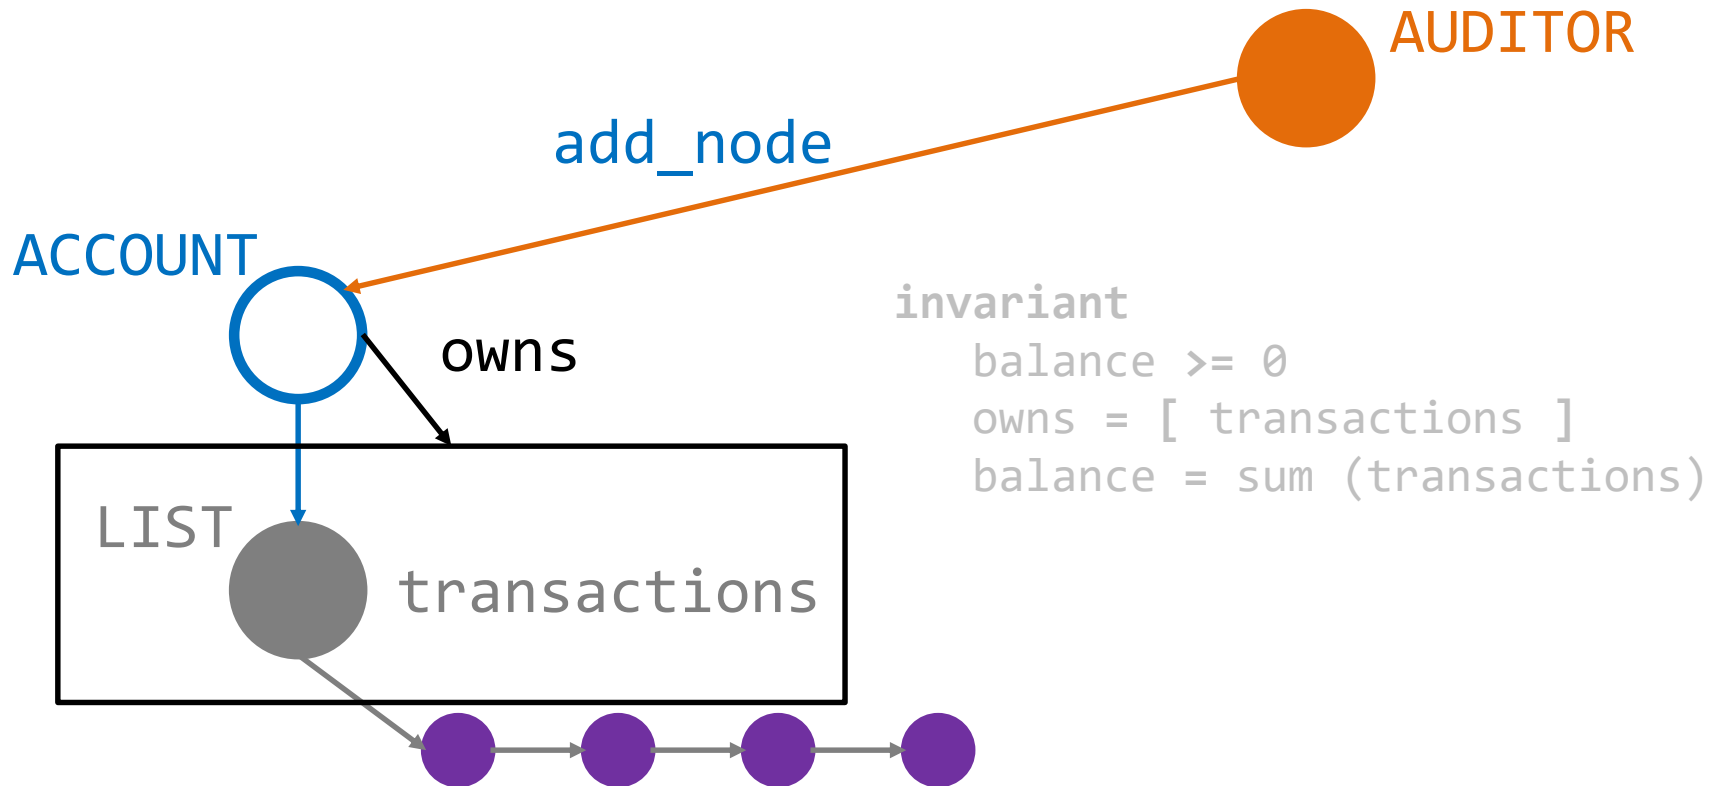 AUDITOR
add_node
ACCOUNT
owns
invariant
balance >= 0
owns = [ transactions ]
balance = sum (transactions)
LIST
transactions